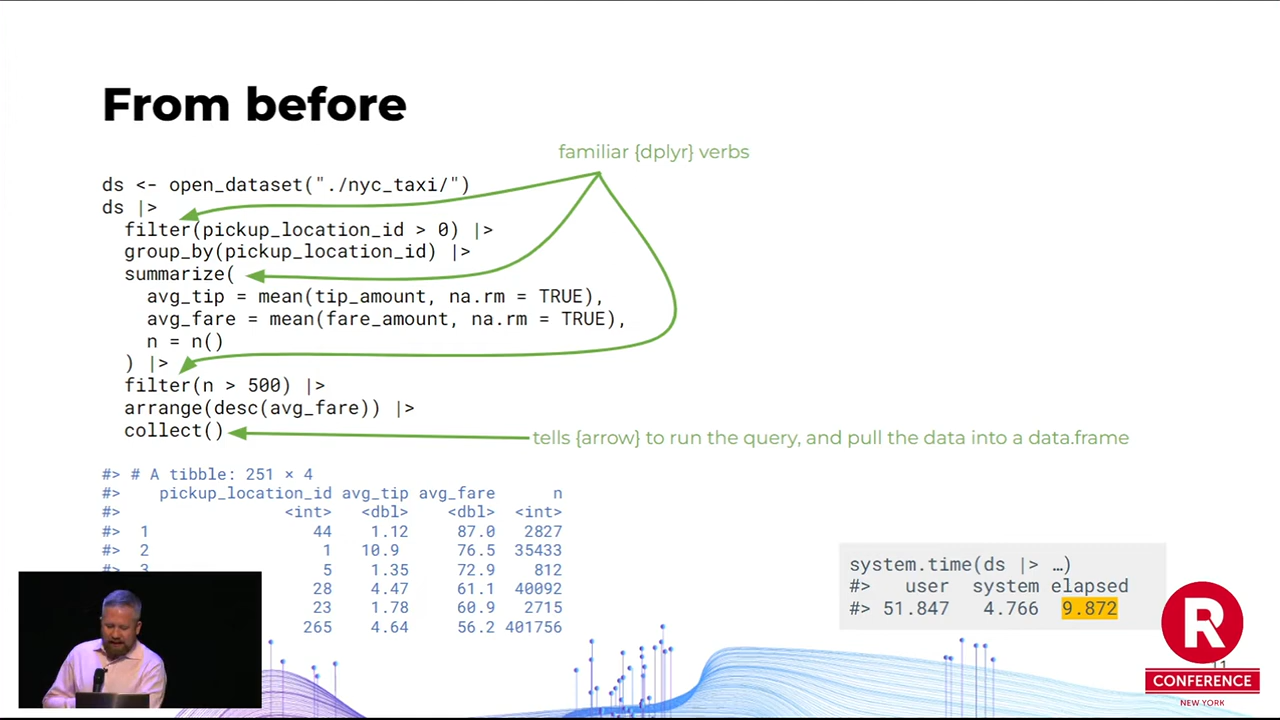 From before
familiar {dplyr} verbs
ds <- open_dataset("./nyc_taxi/")
ds |>
  filter(pickup_location_id > 0) |>
  group_by(pickup_location_id) |>
  summarize(
    avg_tip = mean(tip_amount, na.rm = TRUE),
    avg_fare = mean(fare_amount, na.rm = TRUE),
    n = n()
  ) |>
  filter(n > 500) |>
  arrange(desc(avg_fare)) |>
  collect()
tells {arrow} to run the query, and pull the data into a data.frame
#> # A tibble: 251 × 4
#>    pickup_location_id avg_tip avg_fare      n
#>                 <int>   <dbl>    <dbl>  <int>
#>  1                 44    1.12     87.0   2827
#>  2                  1   10.9      76.5  35433
#>  3                  5    1.35     72.9    812
28    4.47     61.1  40092
23    1.78     60.9   2715
265    4.64     56.2 401756
system.time(ds |> …)
#>    user  system elapsed
#> 51.847   4.766   9.872
R
CONFERENCE
NEW YORK